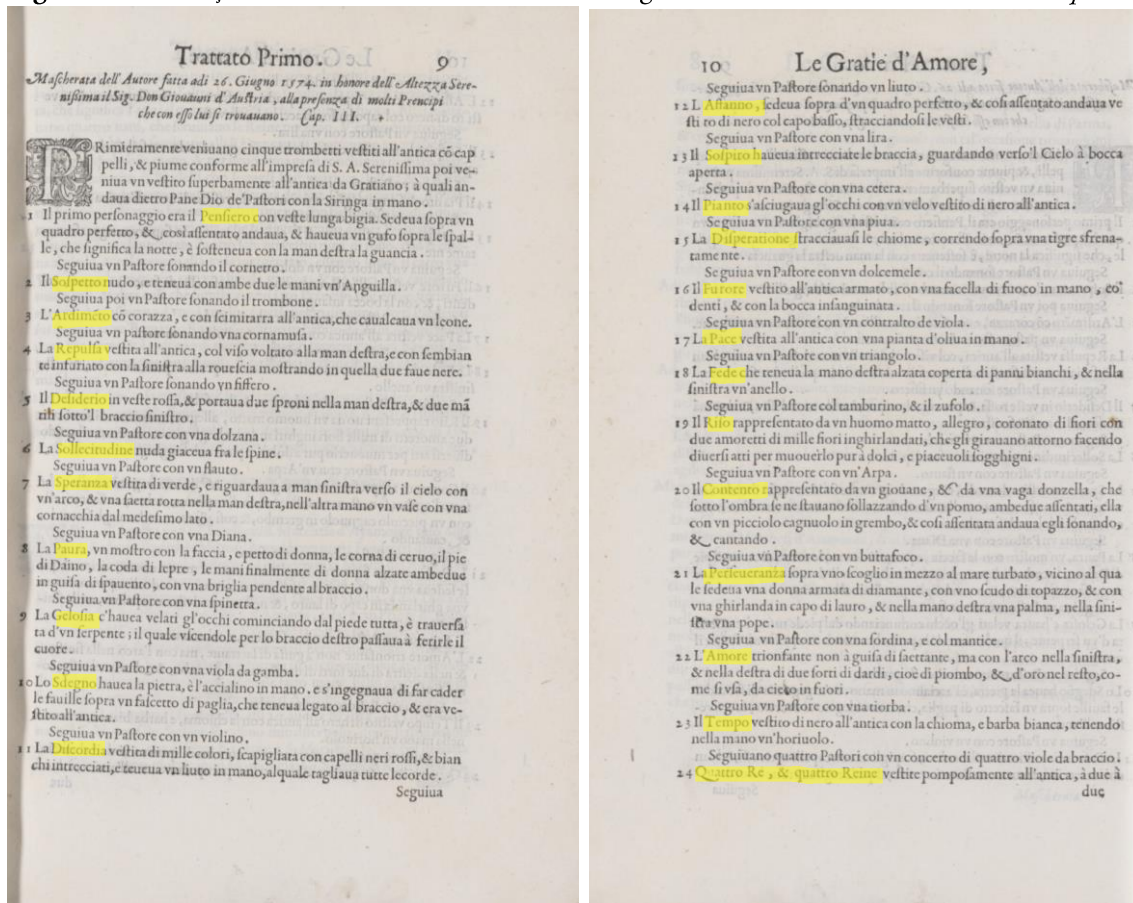 Trattato Primo. 9
Maſcherata dell'Autore fatta adi 26. Giugno 1574. in honore dell'Altezza Sere-
niſsima il Sig. Don Giouauni d'Auſtria, alla preſenza di molti Prencipi
che con eſſo lui ſi trouauano. Cap. III.
PRimieramente veniuano cinque trombetti veſtiti all'antica cō cap
pelli, & piume conforme all'impreſa di S. A. Sereniſsima poi ve-
niua vn veſtito ſuperbamente all'antica da Gratiano; à quali an-
daua dietro Pane Dio de'Paſtori con la Siringa in mano.
1 Il primo perſonaggio era il Penſiero con veſte lunga bigia. Sedeua ſopra vn
quadro perfetto, & così aſſentato andaua, & haueua vn gufo ſopra le ſpal-
le, che ſignifica la notte, è ſoſteneua con la man deſtra la guancia.
Seguiua vn Paſtore ſonando il cornetto.
2 Il Soſpetto nudo, e teneua con ambe due le mani vn'Apguilla.
Seguiua poi vn Paſtore ſonando il trombone.
3 L'Ardimēto cō corazza, e con ſcimitarra all'antica, che caualcaua vn leone.
Seguiua vn paſtore ſonando vna cornamuſa.
4 La Repulſa veſtita all'antica, col viſo voltato alla man deſtra, e con ſembian
te infuriato con la ſiniſtra alla roueſcia moſtrando in quella due faue nere.
Seguiua vn Paſtore ſonando vn fiffero.
5 Il Deſiderio in veſte roſſa, & portaua due ſproni nella man deſtra, & due mā
tili ſotto'l braccio ſiniſtro.
Seguiua vn Paſtore con vna dolzana.
6 La Sollecitudine nuda giaceua fra le ſpine.
Seguiua vn Paſtore con vn flauto.
7 La Speranza veſtita di verde, e riguardaua a man ſiniſtra verſo il cielo con
vn'arco, & vna ſaetta rotta nella man deſtra, nell'altra mano vn vaſe con vna
cornacchia dal medeſimo lato.
Seguiua vn Paſtore con vna Diana.
8 La Paura, vn moſtro con la faccia, e petto di donna, le corna di ceruo, il pie
di Daino, la coda di lepre, le mani finalmente di donna alzate ambedue
in guiſa di ſpauento, con vna briglia pendente al braccio.
Seguiua vn Paſtore con vna ſpinetta.
9 La Geloſia c'hauea velati gl'occhi cominciando dal piede tutta, è trauerſa
ta d'vn ſerpente; il quale vſcendole per lo braccio deſtro paſſaua à ferirle il
cuore.
Seguiua vn Paſtore con vna viola da gamba.
10 Lo Sdegno hauea la pietra, è l'accialino in mano. e s'ingegnaua di far cader
le fauille ſopra vn faſcetto di paglia, che teneua legato al braccio, & era ve-
ſtito all'antica.
Seguiua vn Paſtore con vn violino.
11 La Diſcordia veſtita di mille colori, ſcapigliata con capelli neri roſſi, & bian
chi intrecciati, e teueua vn liuto in mano, alquale tagliaua tutte le corde.
Seguiua
10 Le Gratie d'Amore,
Seguiua vn Paſtore ſonando vn liuto.
12 L Affanno, ſedeua ſopra d'vn quadro perfetto, & coſi aſſentato andaua ve
ſti to di nero col capo baſſo, ſtracciandoſi le veſti.
Seguiua vn Paſtore con vna lira.
13 Il Soſpiro haueua intrecciate le braccia, guardando verſo'l Cielo à bocca
aperta.
Seguiua vn Paſtore con vna cetera.
14 Il Pianto s'aſciugaua gl'occhi con vn velo veſtito di nero all'antica.
Seguiua vn Paſtore con vna piua.
15 La Diſperatione ſtracciauaſi le chiome, correndo ſopra vna tigre sfrena-
tamente.
Seguiua vn Paſtore con vn dolcemele.
16 Il Furore veſtito all'antica armato, con vna facella di fuoco in mano, co'
denti, & con la bocca inſanguinata.
Seguiua vn Paſtore con vn contralto de viola.
17 La Pace veſtita all'antica con vna pianta d'oliua in mano.
Seguiua vn Paſtore con vn triangolo.
18 La Fede che teneua la mano deſtra alzata coperta di panni bianchi, & nella
ſiniſtra vn'anello.
Seguiua vn Paſtore col tamburino, & il zufolo.
19 Il Riſo rappreſentato da vn huomo matto, allegro, coronato di fiori con
due amoretti di mille fiori inghirlandati, che gli girauano attorno facendo
diuerſi atti per muouerlo pur à dolci, e piaceuoli ſogghigni.
Seguiua vn Paſtore con vn'Arpa.
20 Il Contento rappreſentato da vn giouane, & da vna vaga donzella, che
ſotto l'ombra ſe ne ſtauano ſollazzando d'vn pomo, ambedue aſſentati, ella
con vn picciolo cagnuolo in grembo, & coſi aſſentata andaua egli ſonando,
& cantando.
Seguiua vn Paſtore con vn buttafoco.
21 La Perſeueranza ſopra vno ſcoglio in mezzo al mare turbato, vicino al qua
le ſedeua vna donna armata di diamante, con vno ſcudo di topazzo, & con
vna ghirlanda in capo di lauro, & nella mano deſtra vna palma, nella ſini-
ſtra vna pope.
Seguiua vn Paſtore con vna ſordina, e col mantice.
22 L'Amore trionfante non à guiſa di ſaettante, ma con l'arco nella ſiniſtra,
& nella deſtra di due ſorti di dardi, cioè di piombo, & d'oro nel reſto, co-
me ſi vſa, da cieco in fuori.
Seguiua vn Paſtore con vna tiorba.
23 Il Tempo veſtito di nero all'antica con la chioma, e barba bianca, tenendo
nella mano vn'horiuolo.
Seguiuano quattro Paſtori con vn concerto di quattro viole da braccio.
24 Quattro Re, & quattro Reine veſtite pompoſamente all'antica, à due à
due